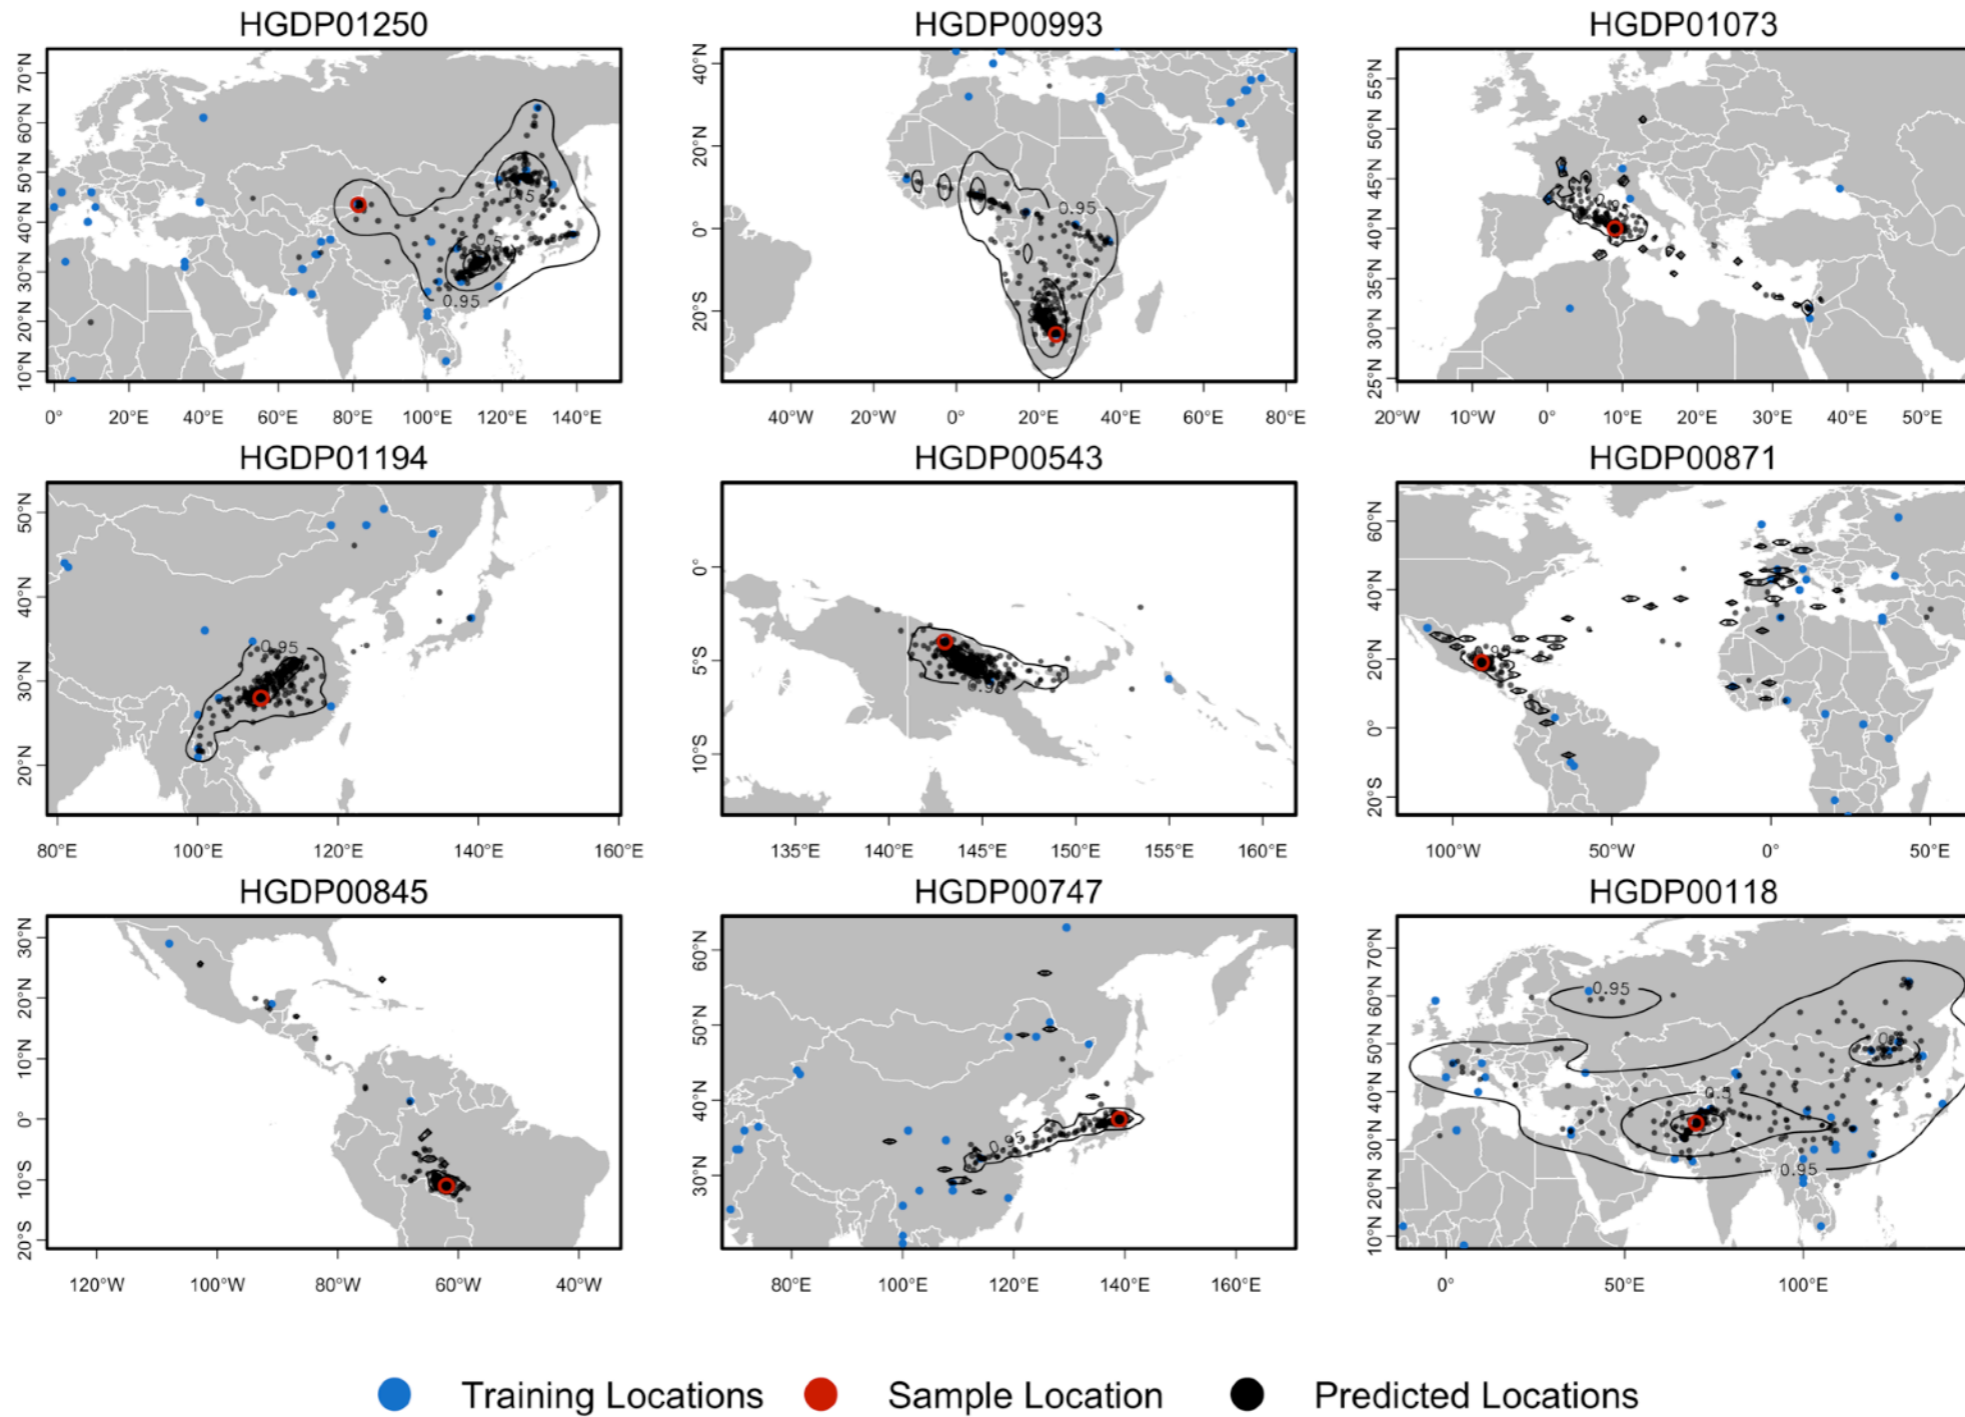 HGDP01250 HGDP00993 HGDP01073
70°N 60°N 50°N 40°N 30°N 20°N 10°N
0.5
0.95
0° 20°E 40°E 60°E 80°E 100°E 120°E 140°E
40°N 20°N 0° 20°S
0.95
40°W 20°W 0° 20°E 40°E 60°E 80°E
55°N 50°N 45°N 40°N 35°N 30°N 25°N
20°W 10°W 0° 10°E 20°E 30°E 40°E 50°E
HGDP01194 HGDP00543 HGDP00871
50°N 40°N 30°N 20°N
0.95
80°E 100°E 120°E 140°E 160°E
0° 5°S 10°S
0.95
135°E 140°E 145°E 150°E 155°E 160°E
60°N 40°N 20°N 0° 20°S
100°W 50°W 0° 50°E
HGDP00845 HGDP00747 HGDP00118
30°N 20°N 10°N 0° 10°S 20°S
120°W 100°W 80°W 60°W 40°W
60°N 50°N 40°N 30°N
0.95
80°E 100°E 120°E 140°E 160°E
70°N 60°N 50°N 40°N 30°N 20°N 10°N
0.95
0.5
0.95
0° 50°E 100°E
Training Locations Sample Location Predicted Locations